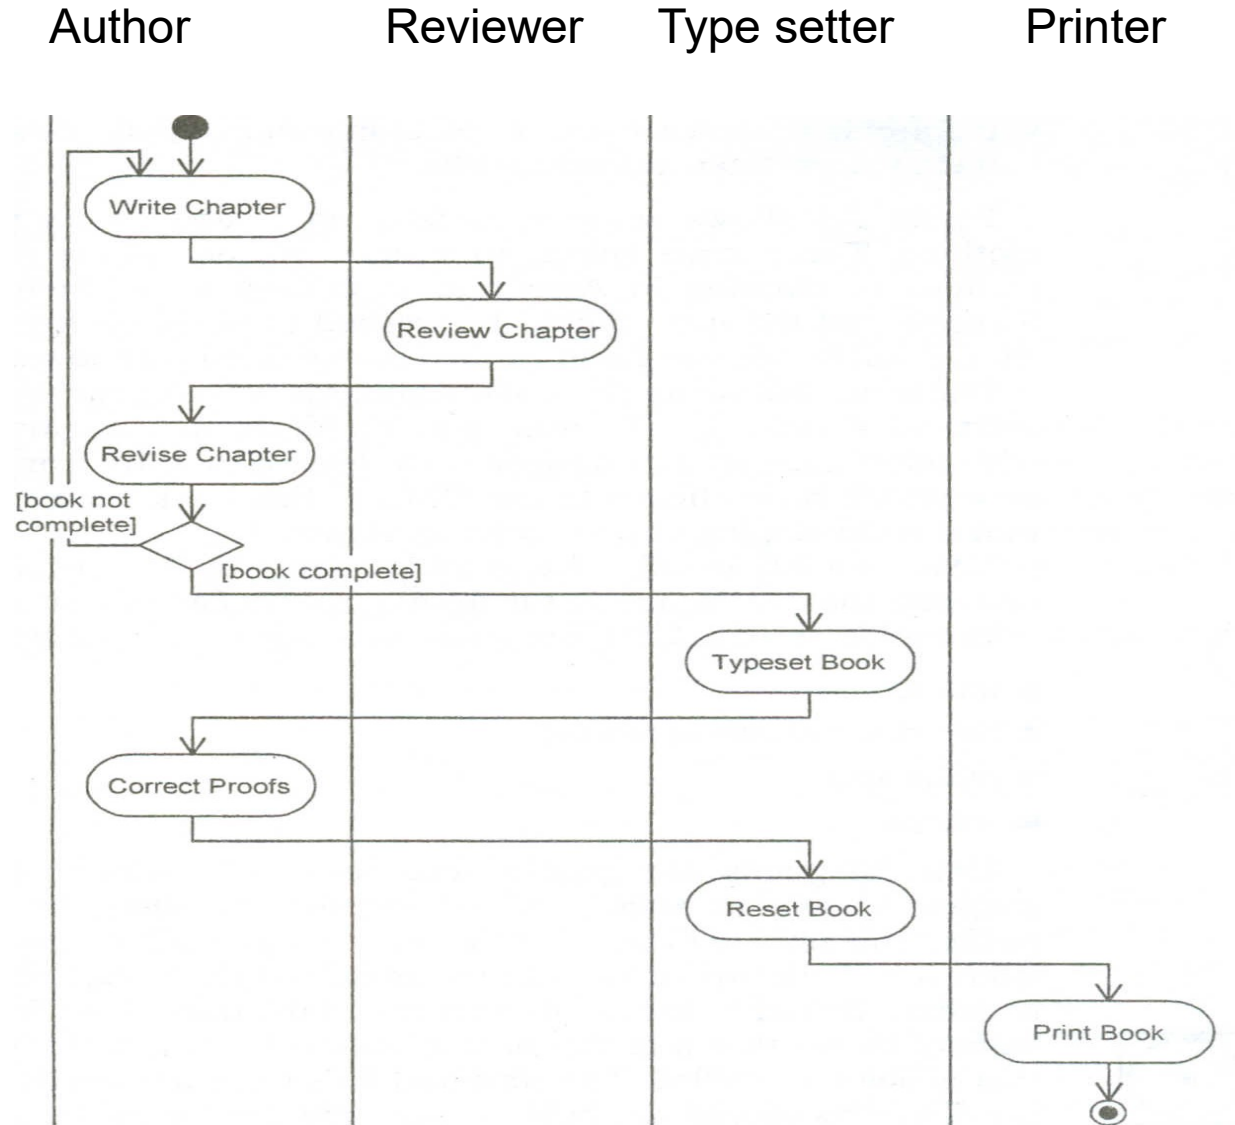 Author
Reviewer
Type setter
Printer
Write Chapter
Review Chapter
Revise Chapter
[book not
complete]
[book complete]
Typeset Book
Correct Proofs
Reset Book
Print Book